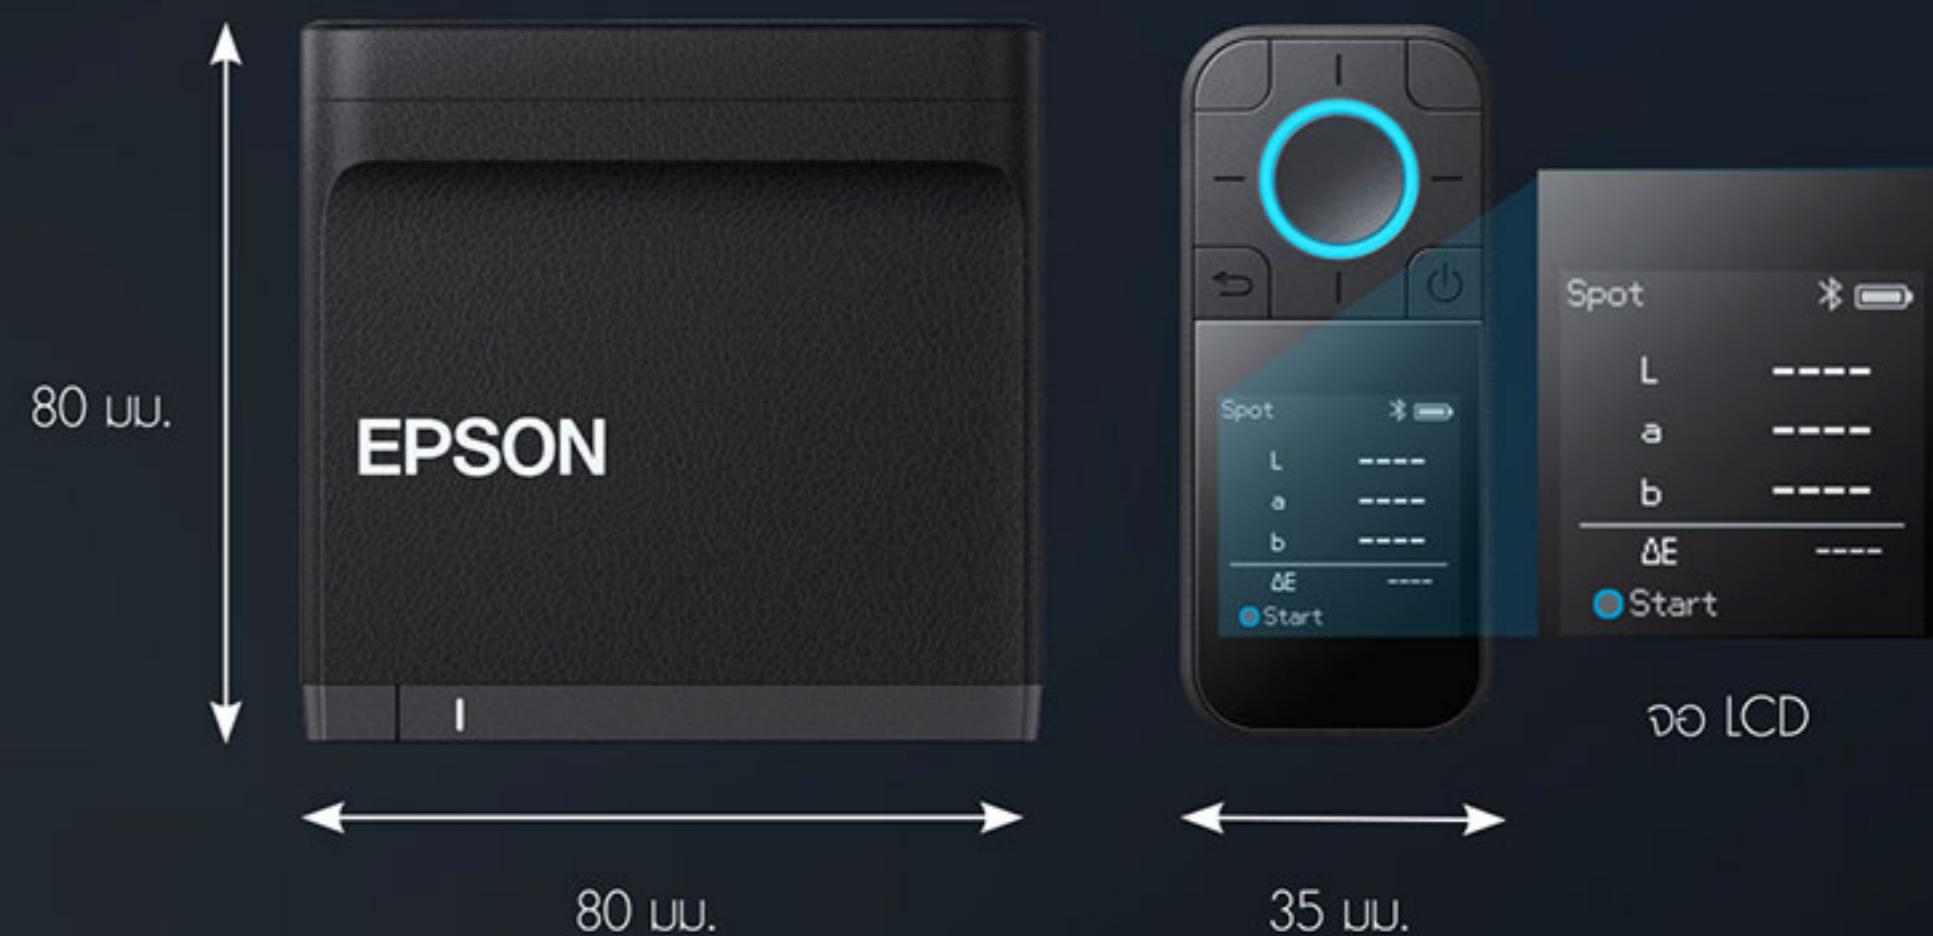 80 มม.
EPSON
80 มม.
Spot
L ----
a ----
b ----
ΔE ----
Start
35 มม.
Spot
L ----
a ----
b ----
ΔE ----
Start
จอ LCD